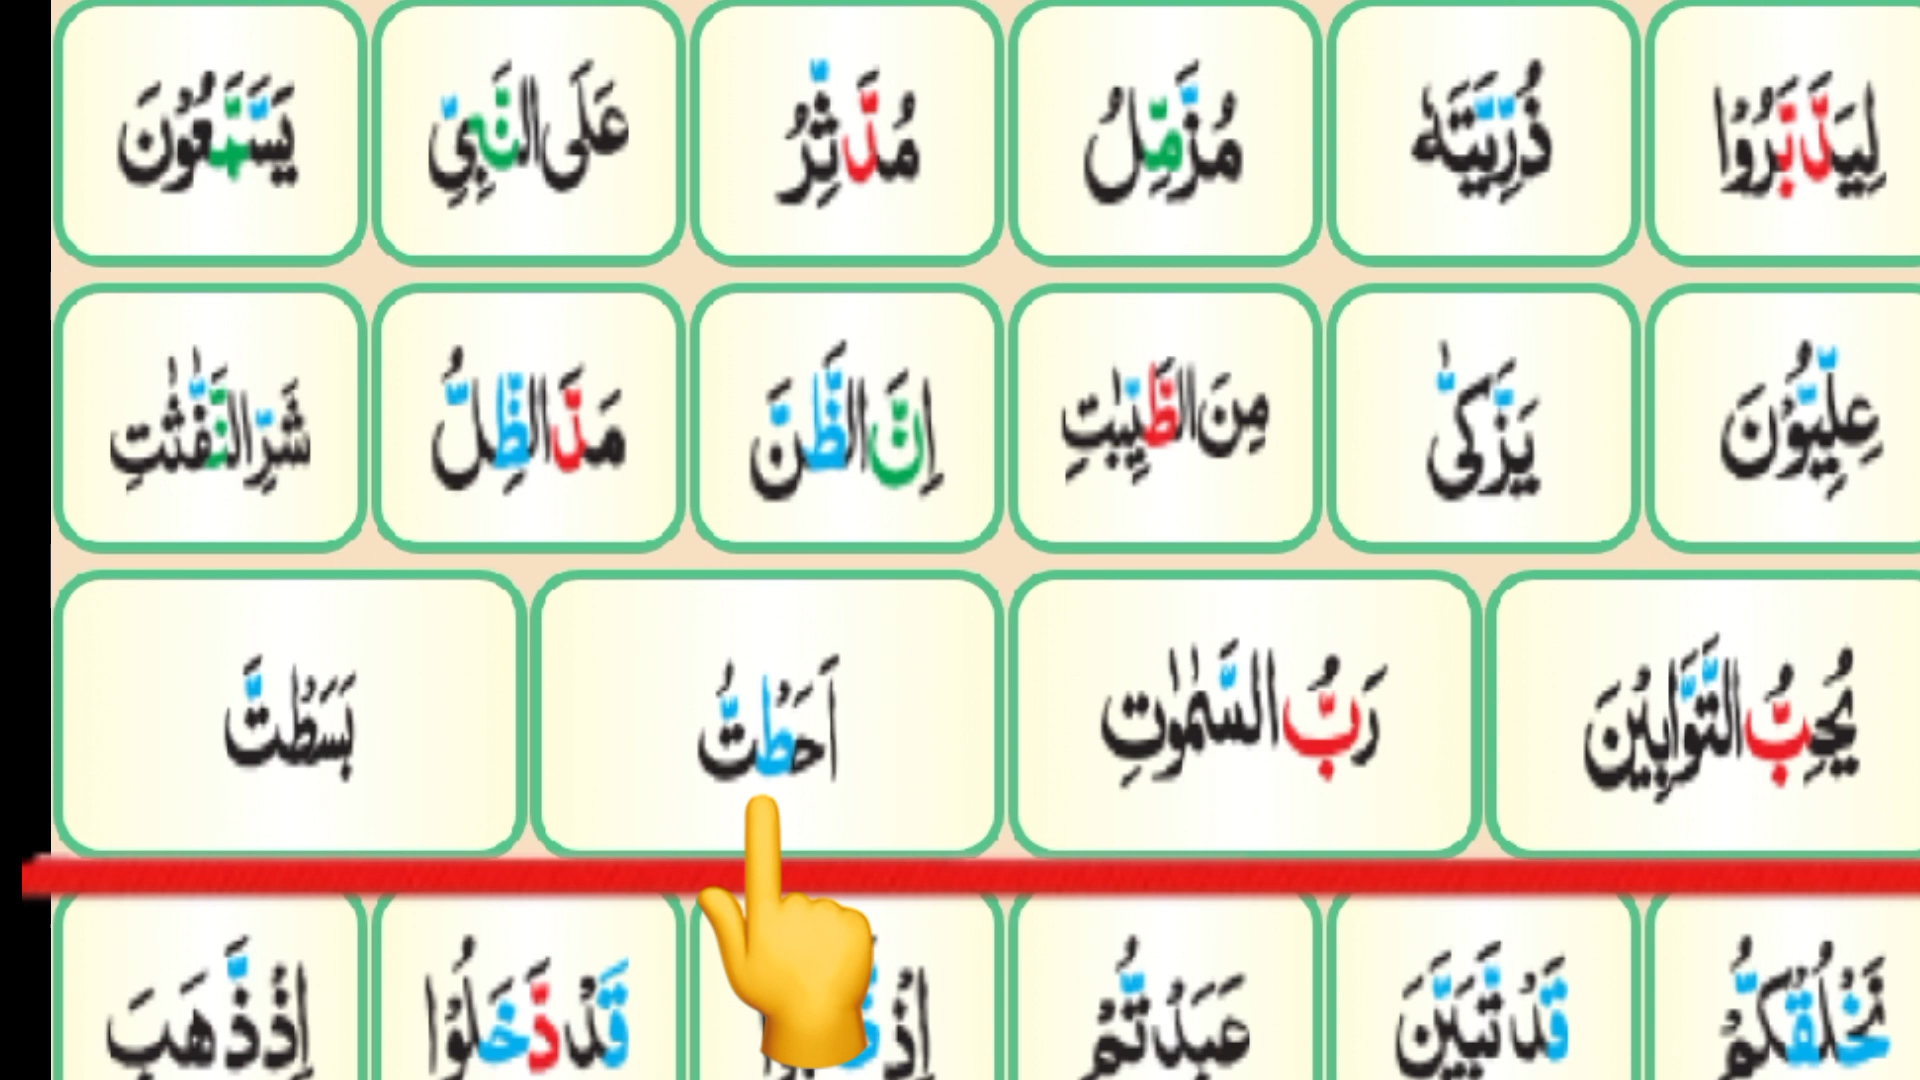 لِيَدَّبَّرُوْا ذُرِّيَّتَهٗ مُزَّمِّلُ مُدَّثِّرُ عَلَى النَّبِيِّ يَسَّمَّعُوْنَ
عِلِّيُّوْنَ يَزَّكّٰى مِنَ الطَّيِّبٰتِ اِنَّ الظَّنَّ مَدَّ الظِّلَّ شَرِّ النَّفّٰثٰتِ
يُحِبُّ التَّوَّابِيْنَ رَبُّ السَّمٰوٰتِ اَحَطْتُّ بَسَطْتَّ
نَخْلُقْكُّمْ قَدْ تَّبَيَّنَ عَبَدْتُّمْ قَدْ دَّخَلُوْا اِذْ ذَّهَبَ